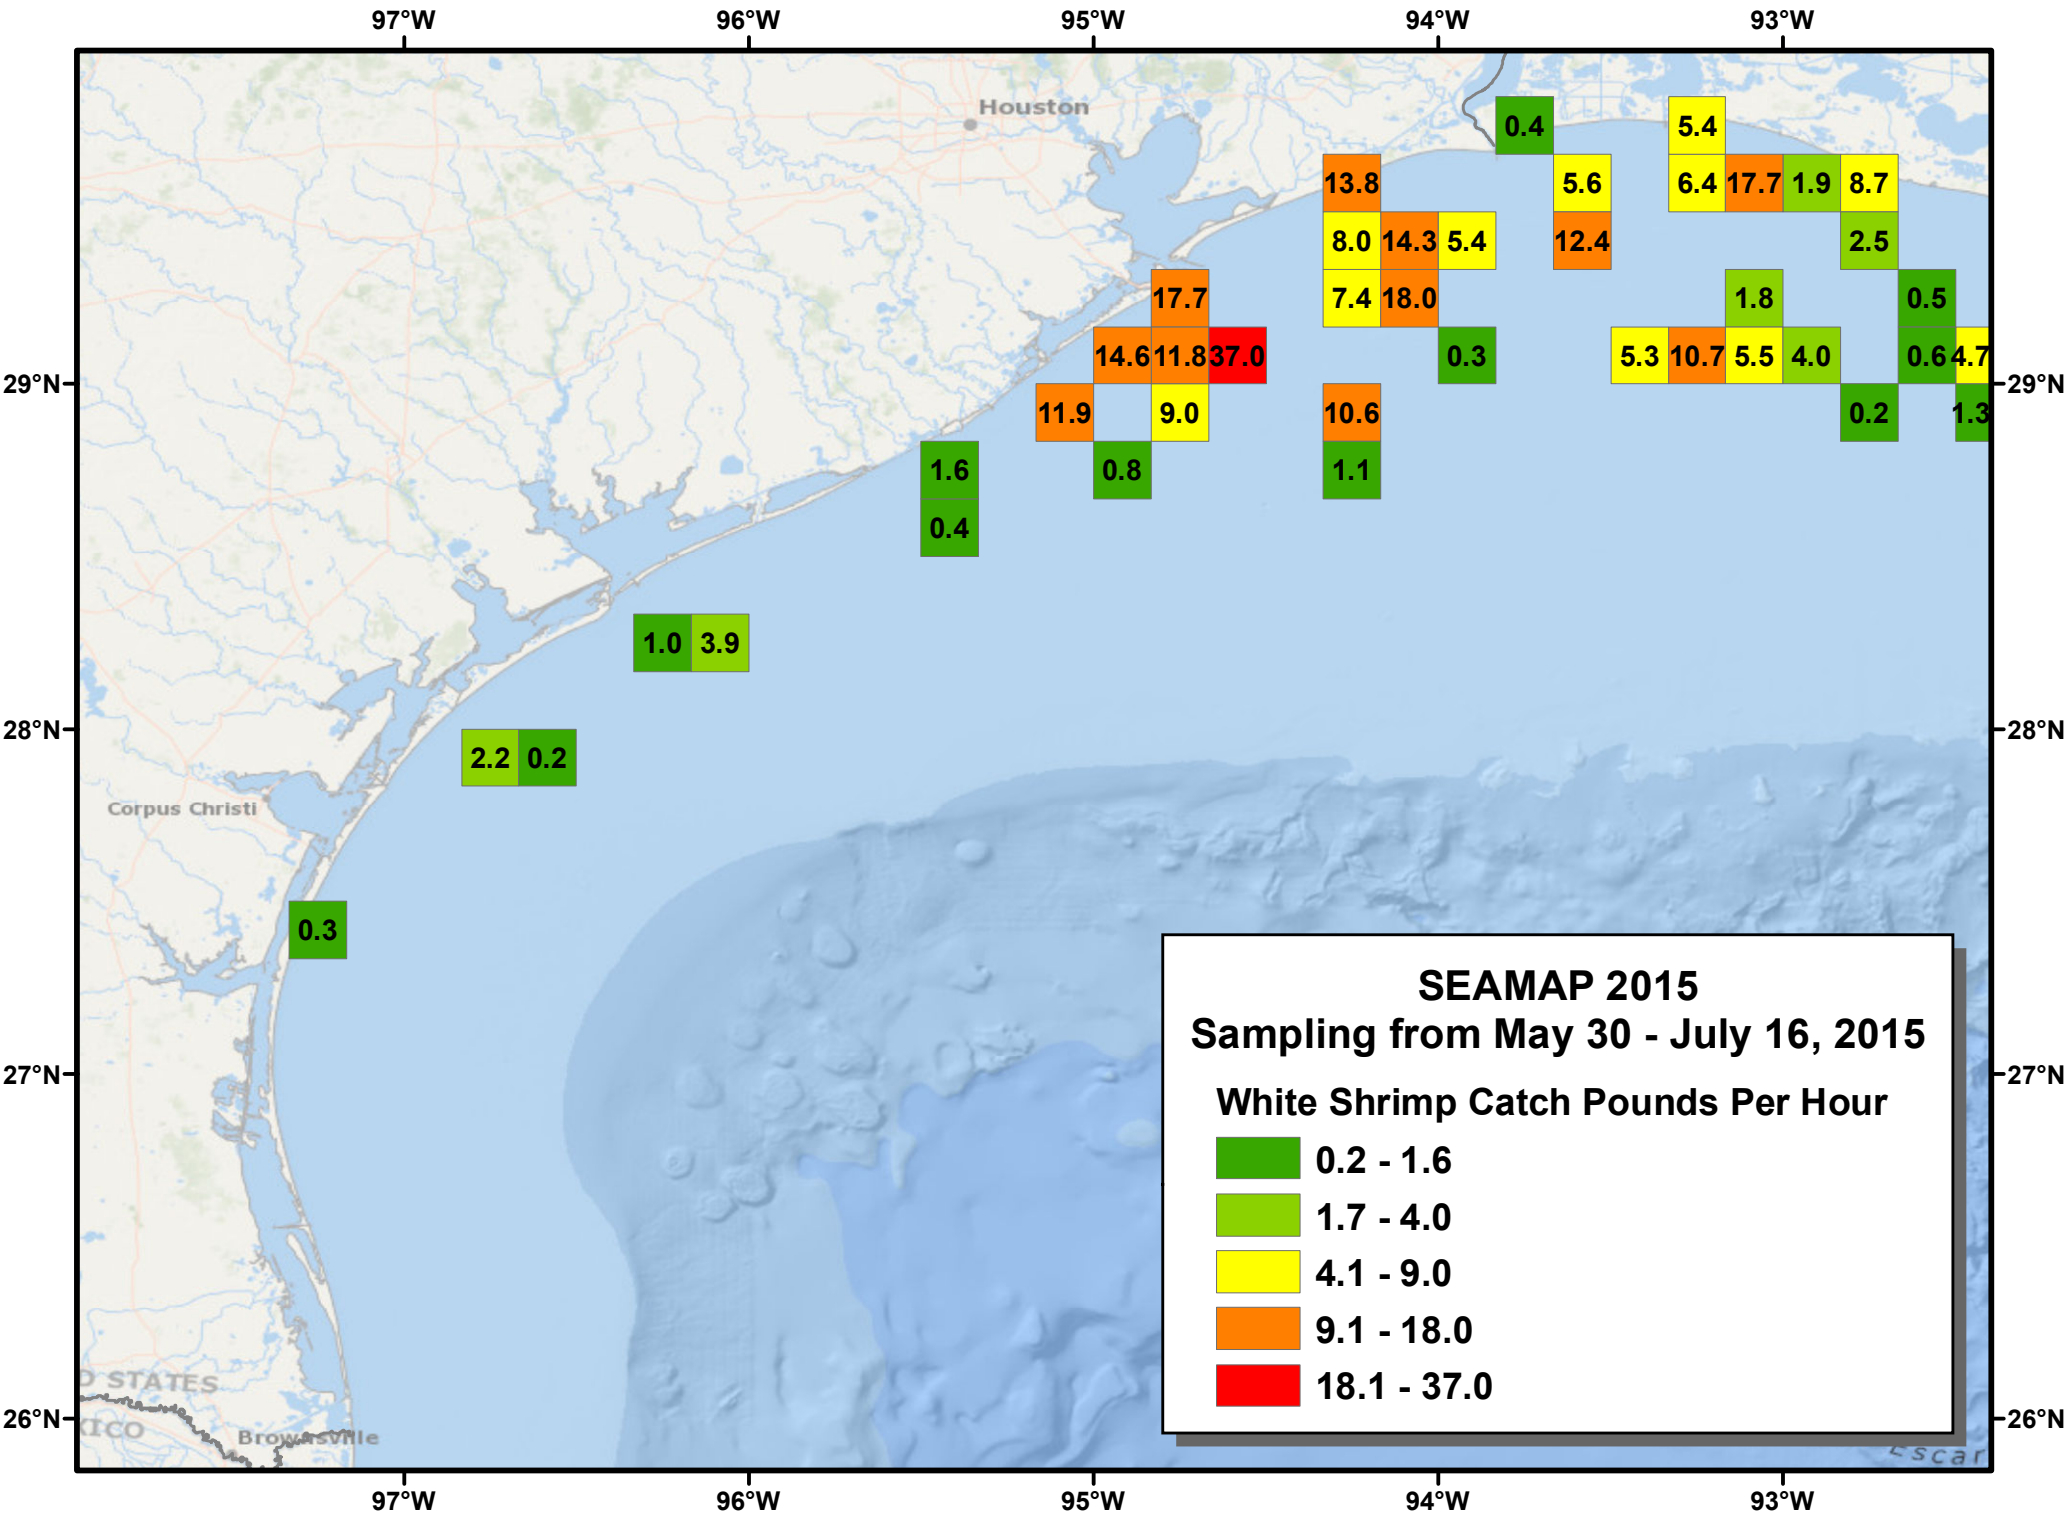 97°W 96°W 95°W 94°W 93°W
Houston
0.4 5.4
13.8 5.6 6.4 17.7 1.9 8.7
8.0 14.3 5.4 12.4 2.5
17.7 7.4 18.0 1.8 0.5
14.6 11.8 37.0 0.3 5.3 10.7 5.5 4.0 0.6 4.7
29°N 29°N
11.9 9.0 10.6 0.2 1.3
1.6 0.8 1.1
0.4
1.0 3.9
28°N 28°N
2.2 0.2
Corpus Christi
0.3
SEAMAP 2015
Sampling from May 30 - July 16, 2015
27°N 27°N
White Shrimp Catch Pounds Per Hour
0.2 - 1.6
1.7 - 4.0
4.1 - 9.0
9.1 - 18.0
18.1 - 37.0
D STATES
26°N 26°N
XICO
Brownsville
Escar
97°W 96°W 95°W 94°W 93°W